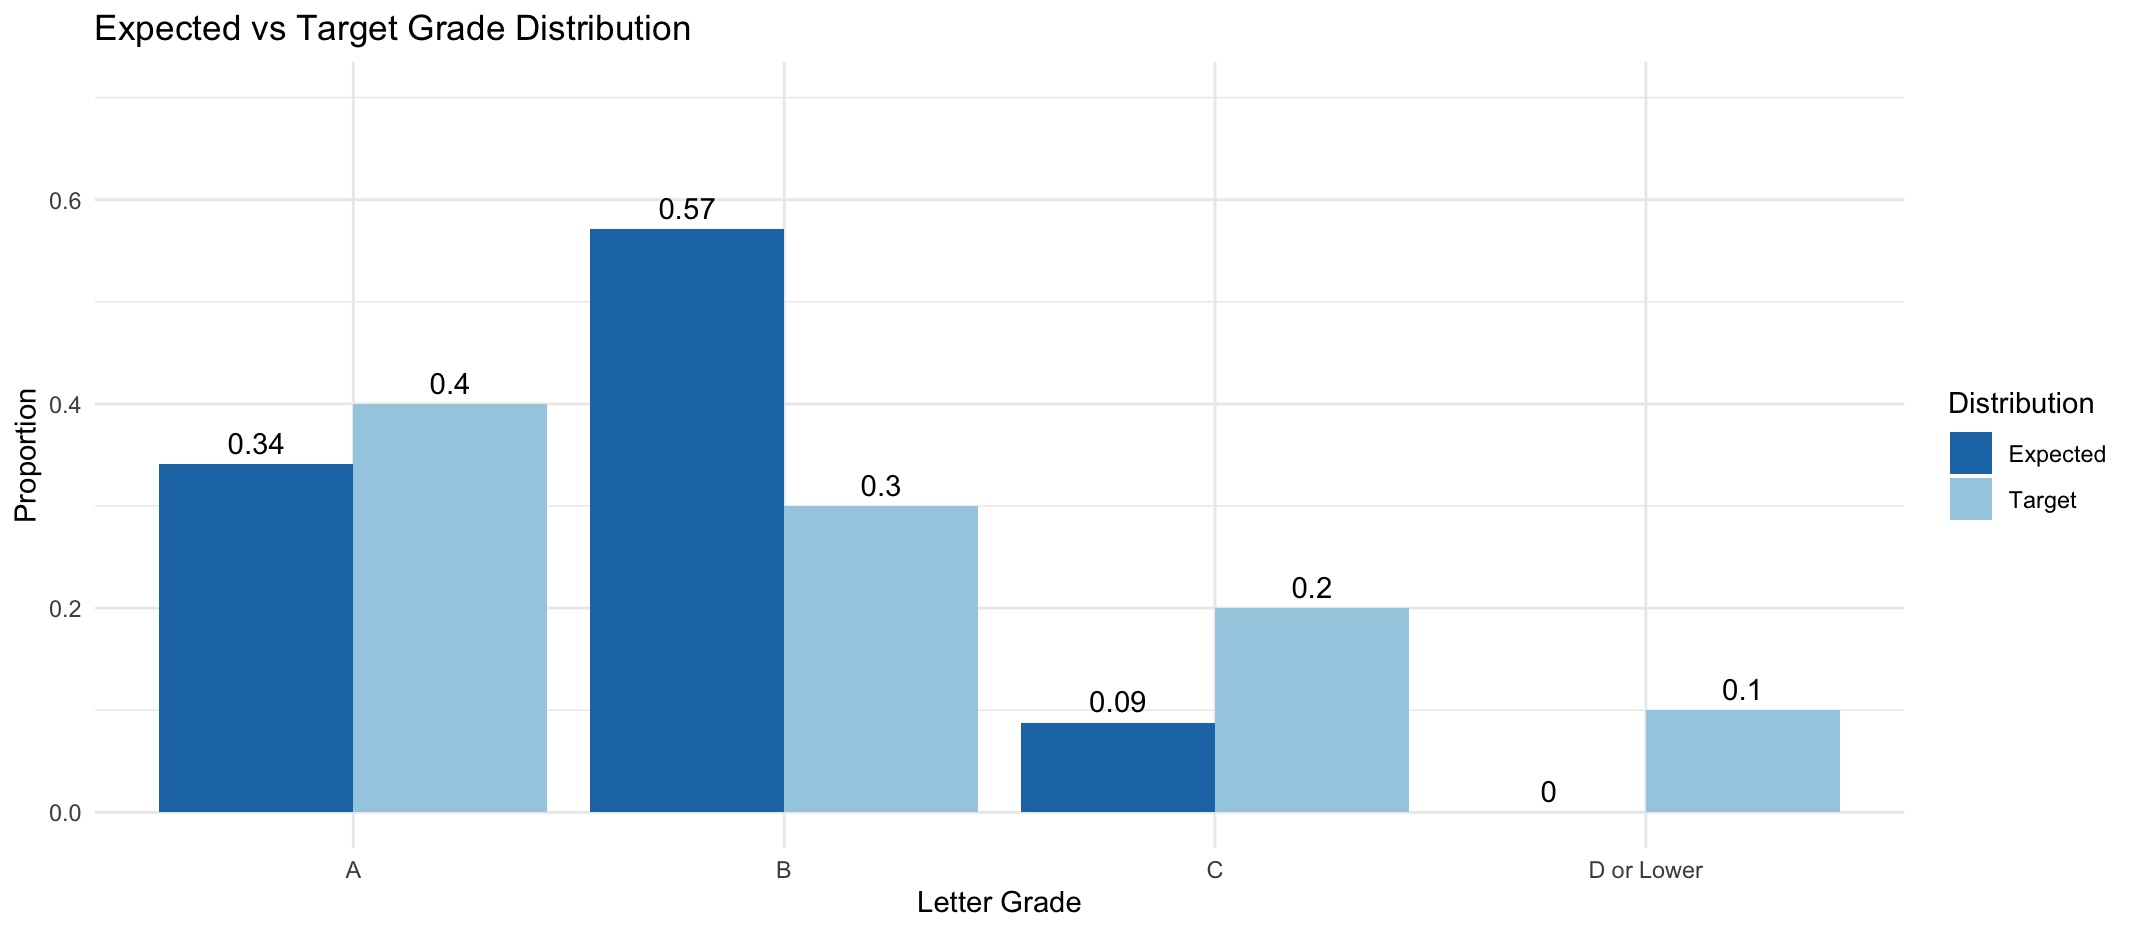 Expected vs Target Grade Distribution
0.6
0.4
0.2
0.0
Proportion
0.34
0.4
0.57
0.3
0.09
0.2
0
0.1
A
B
C
D or Lower
Letter Grade
Distribution
Expected
Target